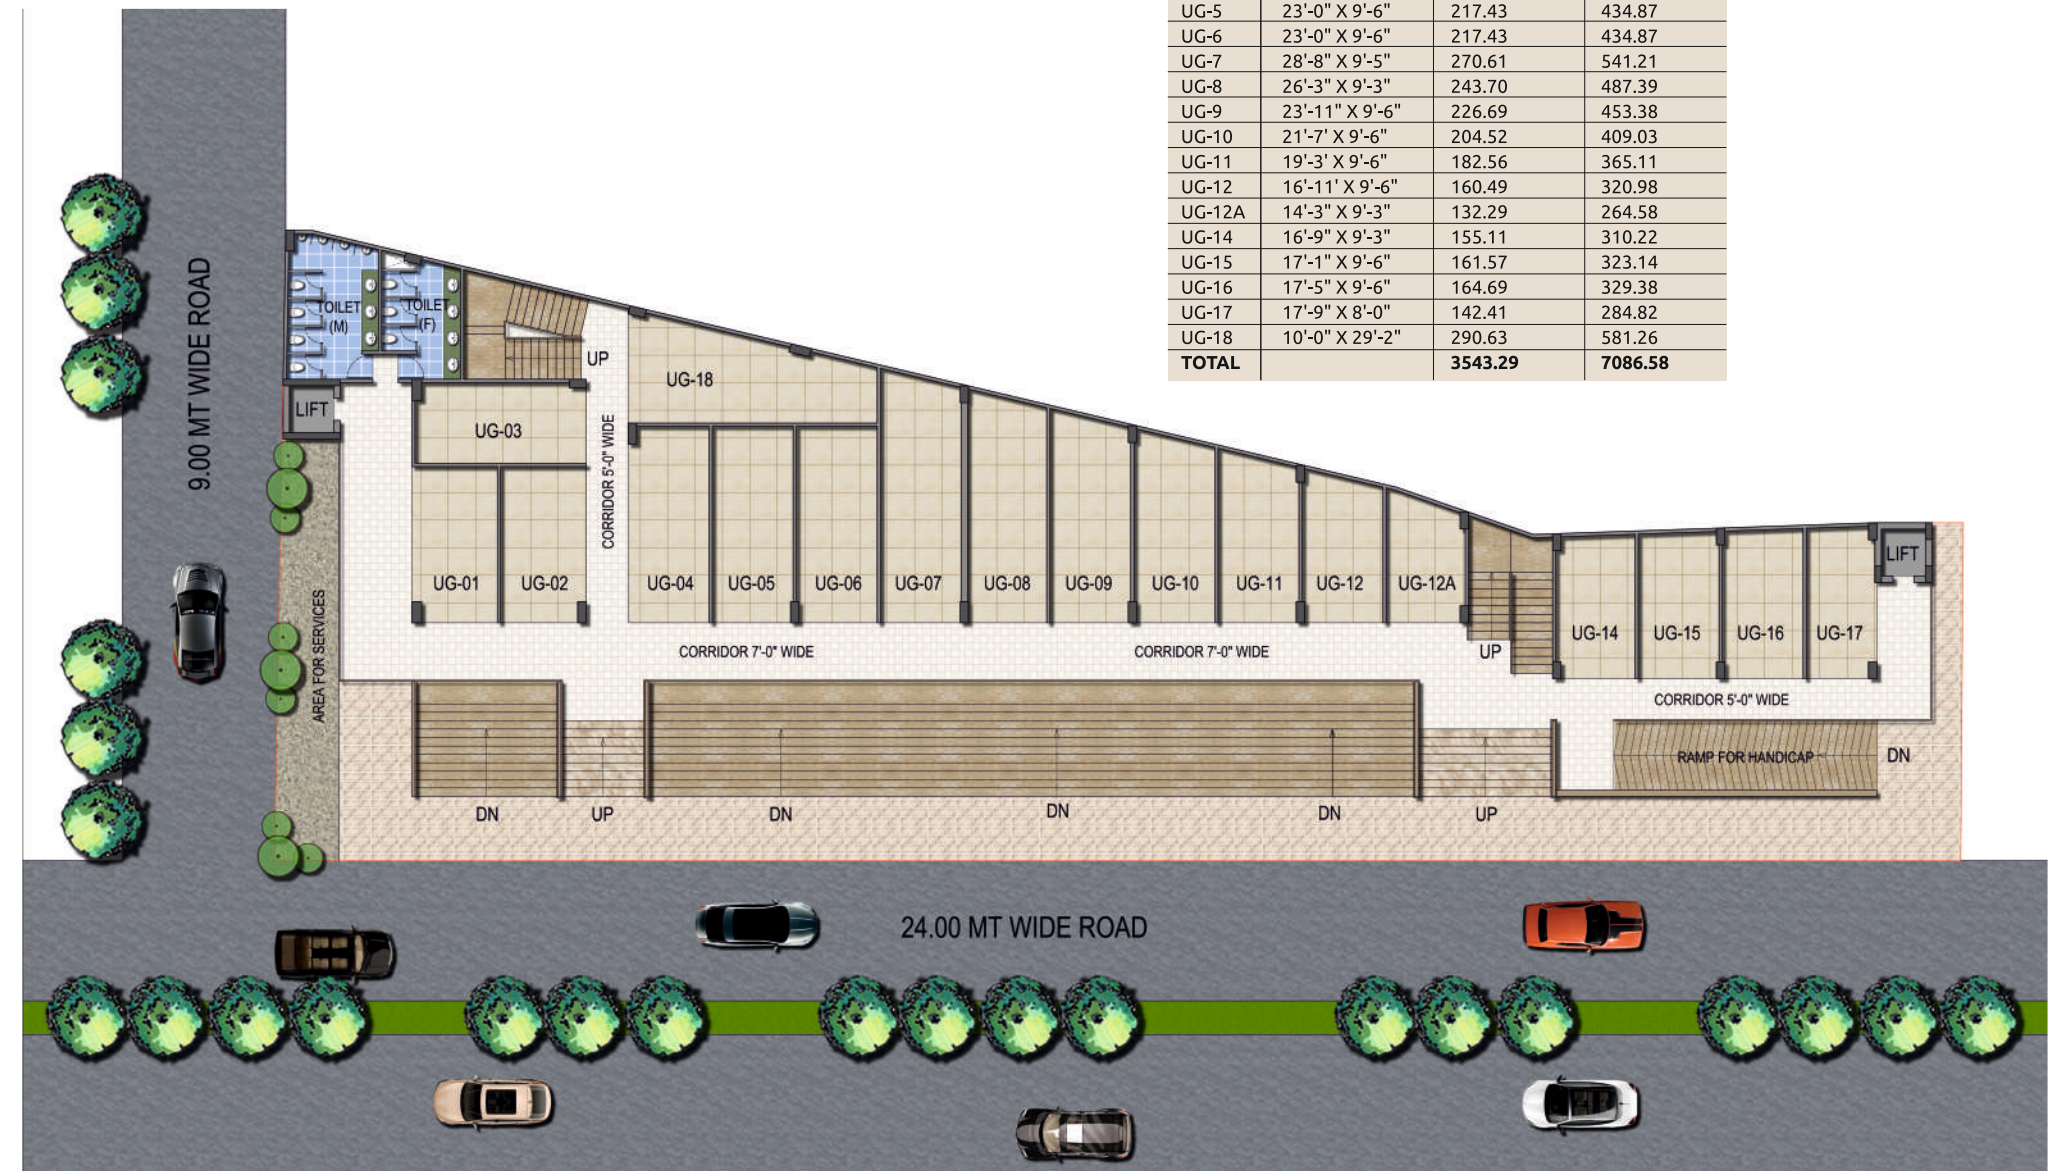 UG-5 23'-0" X 9'-6" 217.43 434.87
UG-6 23'-0" X 9'-6" 217.43 434.87
UG-7 28'-8" X 9'-5" 270.61 541.21
UG-8 26'-3" X 9'-3" 243.70 487.39
UG-9 23'-11" X 9'-6" 226.69 453.38
UG-10 21'-7' X 9'-6" 204.52 409.03
UG-11 19'-3' X 9'-6" 182.56 365.11
UG-12 16'-11' X 9'-6" 160.49 320.98
UG-12A 14'-3" X 9'-3" 132.29 264.58
UG-14 16'-9" X 9'-3" 155.11 310.22
UG-15 17'-1" X 9'-6" 161.57 323.14
UG-16 17'-5" X 9'-6" 164.69 329.38
UG-17 17'-9" X 8'-0" 142.41 284.82
UG-18 10'-0" X 29'-2" 290.63 581.26
TOTAL 3543.29 7086.58
9.00 MT WIDE ROAD
TOILET
(M)
TOILET
(F)
UP
LIFT
UG-18
UG-03
CORRIDOR 5'-0" WIDE
UG-01
UG-02
UG-04
UG-05
UG-06
UG-07
UG-08
UG-09
UG-10
UG-11
UG-12
UG-12A
LIFT
UG-14
UG-15
UG-16
UG-17
AREA FOR SERVICES
CORRIDOR 7'-0" WIDE
CORRIDOR 7'-0" WIDE
UP
CORRIDOR 5'-0" WIDE
RAMP FOR HANDICAP
DN
DN
UP
DN
DN
DN
UP
24.00 MT WIDE ROAD